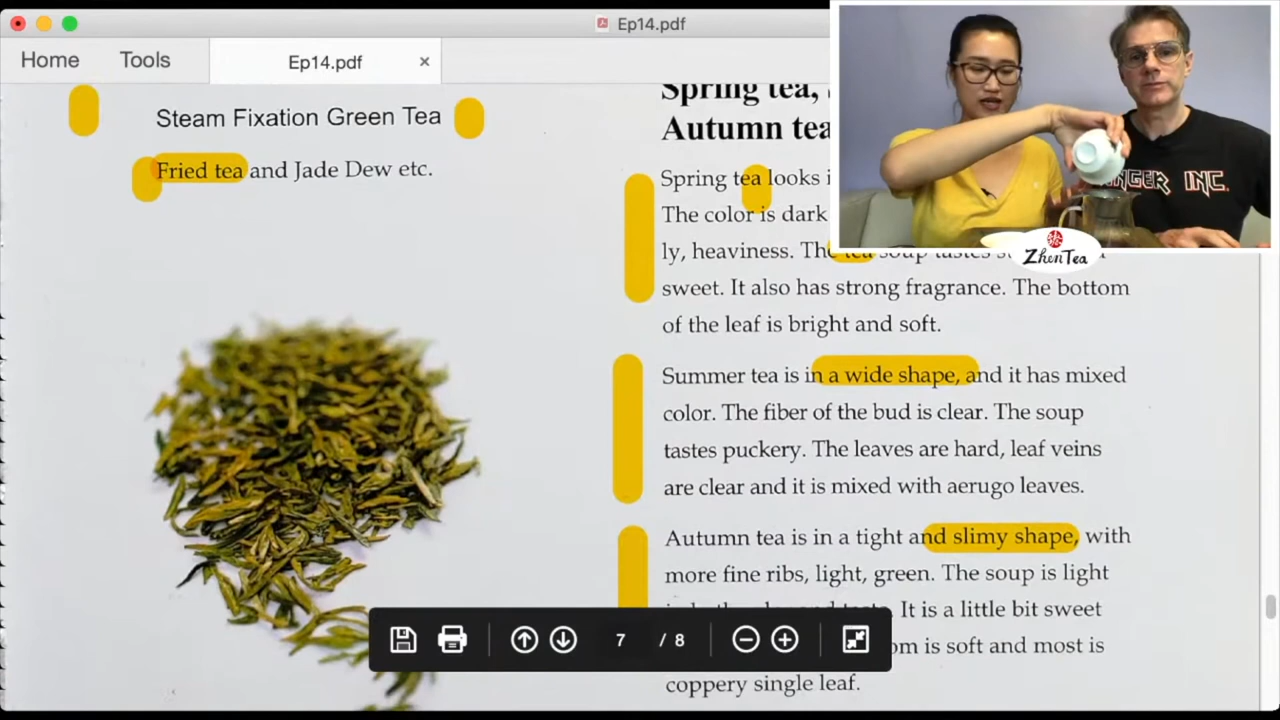 Ep14.pdf
Home
Tools
Ep14.pdf
×
Steam Fixation Green Tea
Fried tea and Jade Dew etc.
Spring tea,
Autumn tea
Spring tea looks
The color is dark
ly, heaviness. The tea soup tastes
sweet. It also has strong fragrance. The bottom
of the leaf is bright and soft.
Summer tea is in a wide shape, and it has mixed
color. The fiber of the bud is clear. The soup
tastes puckery. The leaves are hard, leaf veins
are clear and it is mixed with aerugo leaves.
Autumn tea is in a tight and slimy shape, with
more fine ribs, light, green. The soup is light
It is a little bit sweet
is soft and most is
coppery single leaf.
7 / 8
INC.
ZhenTea